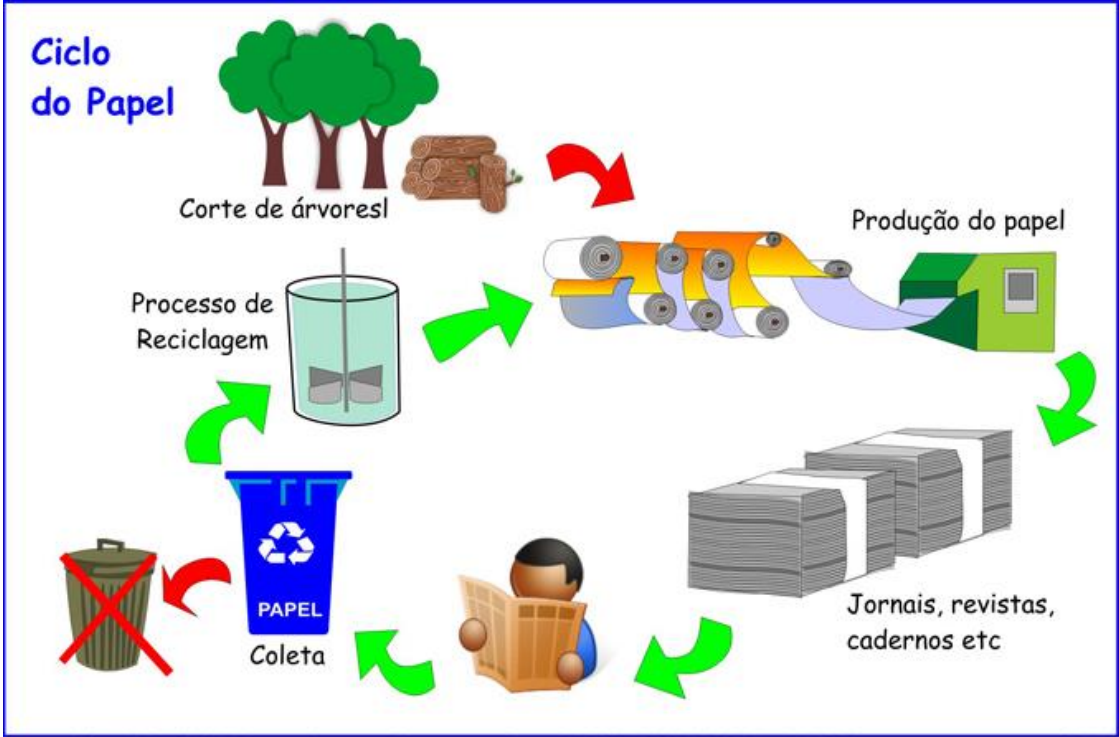 Ciclo
do Papel
Corte de árvoresl
Produção do papel
Processo de
Reciclagem
PAPEL
Coleta
Jornais, revistas,
cadernos etc